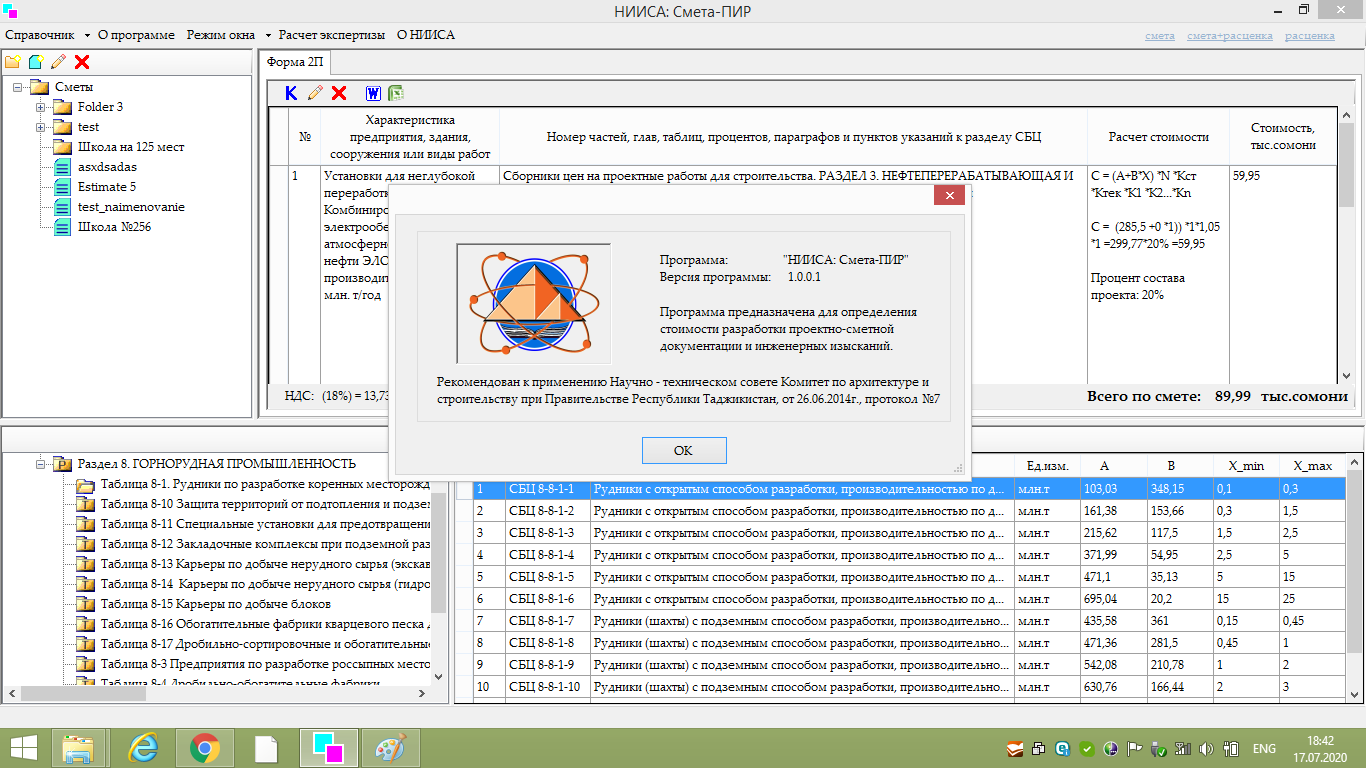 НИИСА: Смета-ПИР
Справочник О программе Режим окна Расчет экспертизы О НИИСА
смета смета+расценка расценка
Сметы
Folder 3
test
Школа на 125 мест
asxdsadas
Estimate 5
test_naimenovanie
Школа №256
Форма 2П
№
Характеристика
предприятия, здания,
сооружения или виды работ
Номер частей, глав, таблиц, процентов, параграфов и пунктов указаний к разделу СБЦ
Расчет стоимости
Стоимость,
тыс.сомони
1
Установки для неглубокой
переработк
Комбиниро
электрообе
атмосферн
нефти ЭЛО
производит
млн. т/год
Сборники цен на проектные работы для строительства. РАЗДЕЛ 3. НЕФТЕПЕРЕРАБАТЫВАЮЩАЯ И
C = (A+B*X) *N *Kст
*Kтек *K1 *K2...*Kn
C = (285,5 +0 *1)) *1*1,05
*1 =299,77*20% =59,95
Процент состава
проекта: 20%
59,95
НДС: (18%) = 13,73
Всего по смете: 89,99 тыс.сомони
Программа: "НИИСА: Смета-ПИР"
Версия программы: 1.0.0.1
Программа предназначена для определения
стоимости разработки проектно-сметной
документации и инженерных изысканий.
Рекомендован к применению Научно - техническом совете Комитет по архитектуре и
строительству при Правительстве Республики Таджикистан, от 26.06.2014г., протокол №7
OK
Раздел 8. ГОРНОРУДНАЯ ПРОМЫШЛЕННОСТЬ
Таблица 8-1. Рудники по разработке коренных месторожд
Таблица 8-10 Защита территорий от подтопления и подзем
Таблица 8-11 Специальные установки для предотвращени
Таблица 8-12 Закладочные комплексы при подземной раз
Таблица 8-13 Карьеры по добыче нерудного сырья (экскав
Таблица 8-14 Карьеры по добыче нерудного сырья (гидро
Таблица 8-15 Карьеры по добыче блоков
Таблица 8-16 Обогатительные фабрики кварцевого песка д
Таблица 8-17 Дробильно-сортировочные и обогатительны
Таблица 8-3 Предприятия по разработке россыпных место
Таблица 8-4 Дробильно-обогатительные фабрики
Ед.изм. A B X_min X_max
1 СБЦ 8-8-1-1 Рудники с открытым способом разработки, производительностью по д... млн.т 103,03 348,15 0,1 0,3
2 СБЦ 8-8-1-2 Рудники с открытым способом разработки, производительностью по д... млн.т 161,38 153,66 0,3 1,5
3 СБЦ 8-8-1-3 Рудники с открытым способом разработки, производительностью по д... млн.т 215,62 117,5 1,5 2,5
4 СБЦ 8-8-1-4 Рудники с открытым способом разработки, производительностью по д... млн.т 371,99 54,95 2,5 5
5 СБЦ 8-8-1-5 Рудники с открытым способом разработки, производительностью по д... млн.т 471,1 35,13 5 15
6 СБЦ 8-8-1-6 Рудники с открытым способом разработки, производительностью по д... млн.т 695,04 20,2 15 25
7 СБЦ 8-8-1-7 Рудники (шахты) с подземным способом разработки, производительно... млн.т 435,58 361 0,15 0,45
8 СБЦ 8-8-1-8 Рудники (шахты) с подземным способом разработки, производительно... млн.т 471,36 281,5 0,45 1
9 СБЦ 8-8-1-9 Рудники (шахты) с подземным способом разработки, производительно... млн.т 542,08 210,78 1 2
10 СБЦ 8-8-1-10 Рудники (шахты) с подземным способом разработки, производительно... млн.т 630,76 166,44 2 3
ENG
18:42
17.07.2020